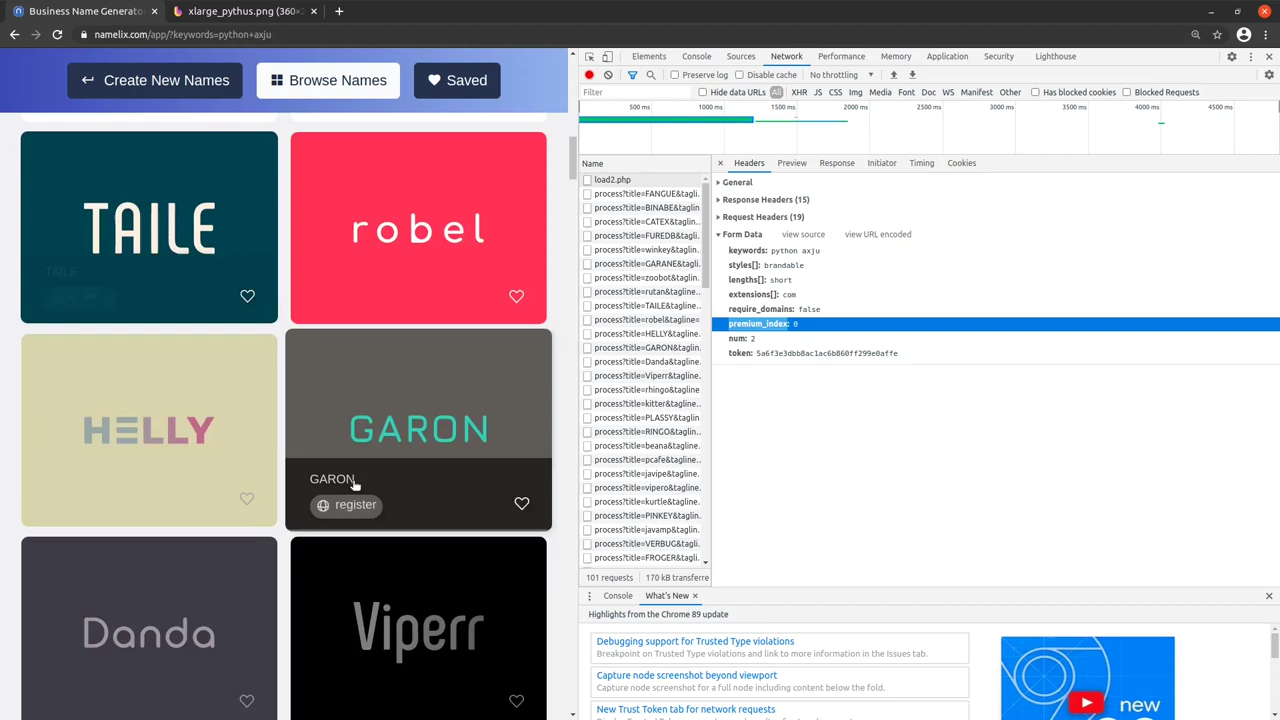 Business Name Generato
xlarge_pythus.png (360×
namelix.com/app/?keywords=python+axju
Create New Names
Browse Names
Saved
TAILE
TAILE
robel
HELLY
GARON
GARON
register
Danda
Viperr
Elements Console Sources Network Performance Memory Application Security Lighthouse
Preserve log Disable cache No throttling
Filter Hide data URLs All XHR JS CSS Img Media Font Doc WS Manifest Other Has blocked cookies Blocked Requests
500 ms 1000 ms 1500 ms 2000 ms 2500 ms 3000 ms 3500 ms 4000 ms 4500 ms
Name
load2.php
process?title=FANGUE&tagli.
process?title=BINABE&taglin
process?title=CATEX&taglin.
process?title=FUREDB&tagli.
process?title=winkey&taglin.
process?title=GARANE&tagli.
process?title=zoobot&taglin.
process?title=rutan&tagline..
process?title=TAILE&tagline.
process?title=robel&tagline=
process?title=HELLY&tagline.
process?title=GARON&taglin.
process?title=Danda&tagline
process?title=Viperr&taglin.
process?title=rhingo&tagline
process?title=kitter&tagline..
process?title=PLASSY&taglin.
process?title=RINGO&taglin..
process?title=beana&taglin.
process?title=pcafe&tagline..
process?title=javipe&tagline.
process?title=vipero&taglin.
process?title=kurtle&taglin.
process?title=PINKEY&taglin.
process?title=javamp&taglin.
process?title=VERBUG&taglin.
process?title=FROGER&tagli.
101 requests 170 kB transferre
Headers Preview Response Initiator Timing Cookies
General
Response Headers (15)
Request Headers (19)
Form Data view source view URL encoded
keywords: python axju
styles[]: brandable
lengths[]: short
extensions[]: com
require_domains: false
premium_index: 0
num: 2
token: 5a6f3e3dbb8ac1ac6b860ff299e0affe
Console What's New
Highlights from the Chrome 89 update
Debugging support for Trusted Type violations
Breakpoint on Trusted Type violations and link to more information in the Issues tab.
Capture node screenshot beyond viewport
Capture node screenshot for a full node including content below the fold.
New Trust Token tab for network requests
new